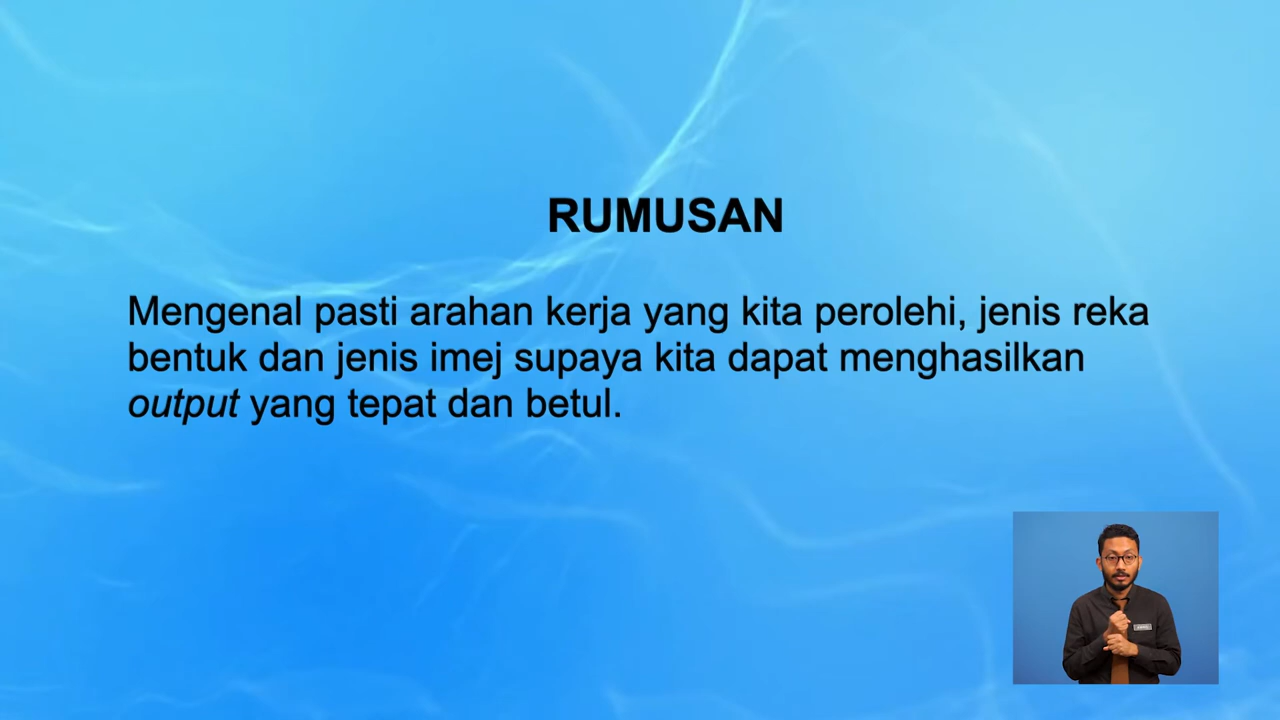 RUMUSAN
Mengenal pasti arahan kerja yang kita perolehi, jenis reka
bentuk dan jenis imej supaya kita dapat menghasilkan
output yang tepat dan betul.